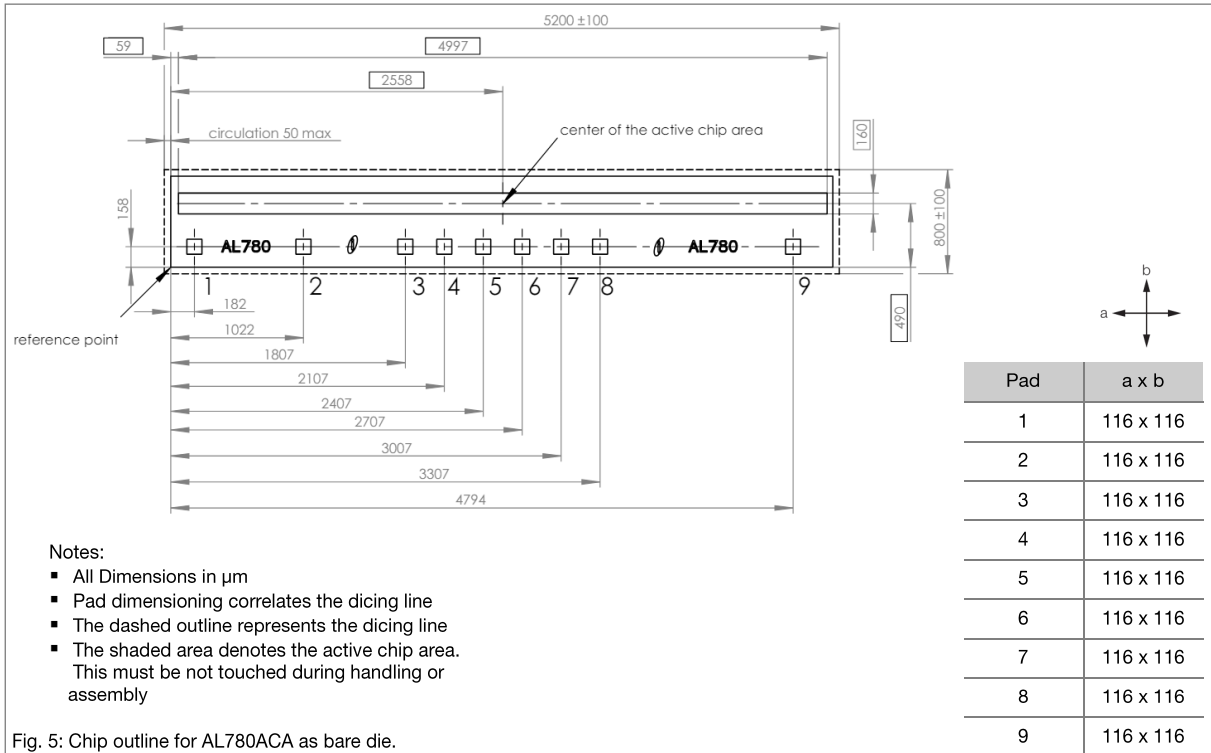 5200 ±100
59
4997
2558
circulation 50 max
center of the active chip area
160
158
AL780
AL780
800 ±100
1
2
3
4
5
6
7
8
9
182
490
reference point
1022
1807
2107
2407
2707
3007
3307
4794
b
a
Pad a x b
1 116 x 116
2 116 x 116
3 116 x 116
4 116 x 116
5 116 x 116
6 116 x 116
7 116 x 116
8 116 x 116
9 116 x 116
Notes:
▪ All Dimensions in µm
▪ Pad dimensioning correlates the dicing line
▪ The dashed outline represents the dicing line
▪ The shaded area denotes the active chip area.
This must be not touched during handling or
assembly
Fig. 5: Chip outline for AL780ACA as bare die.